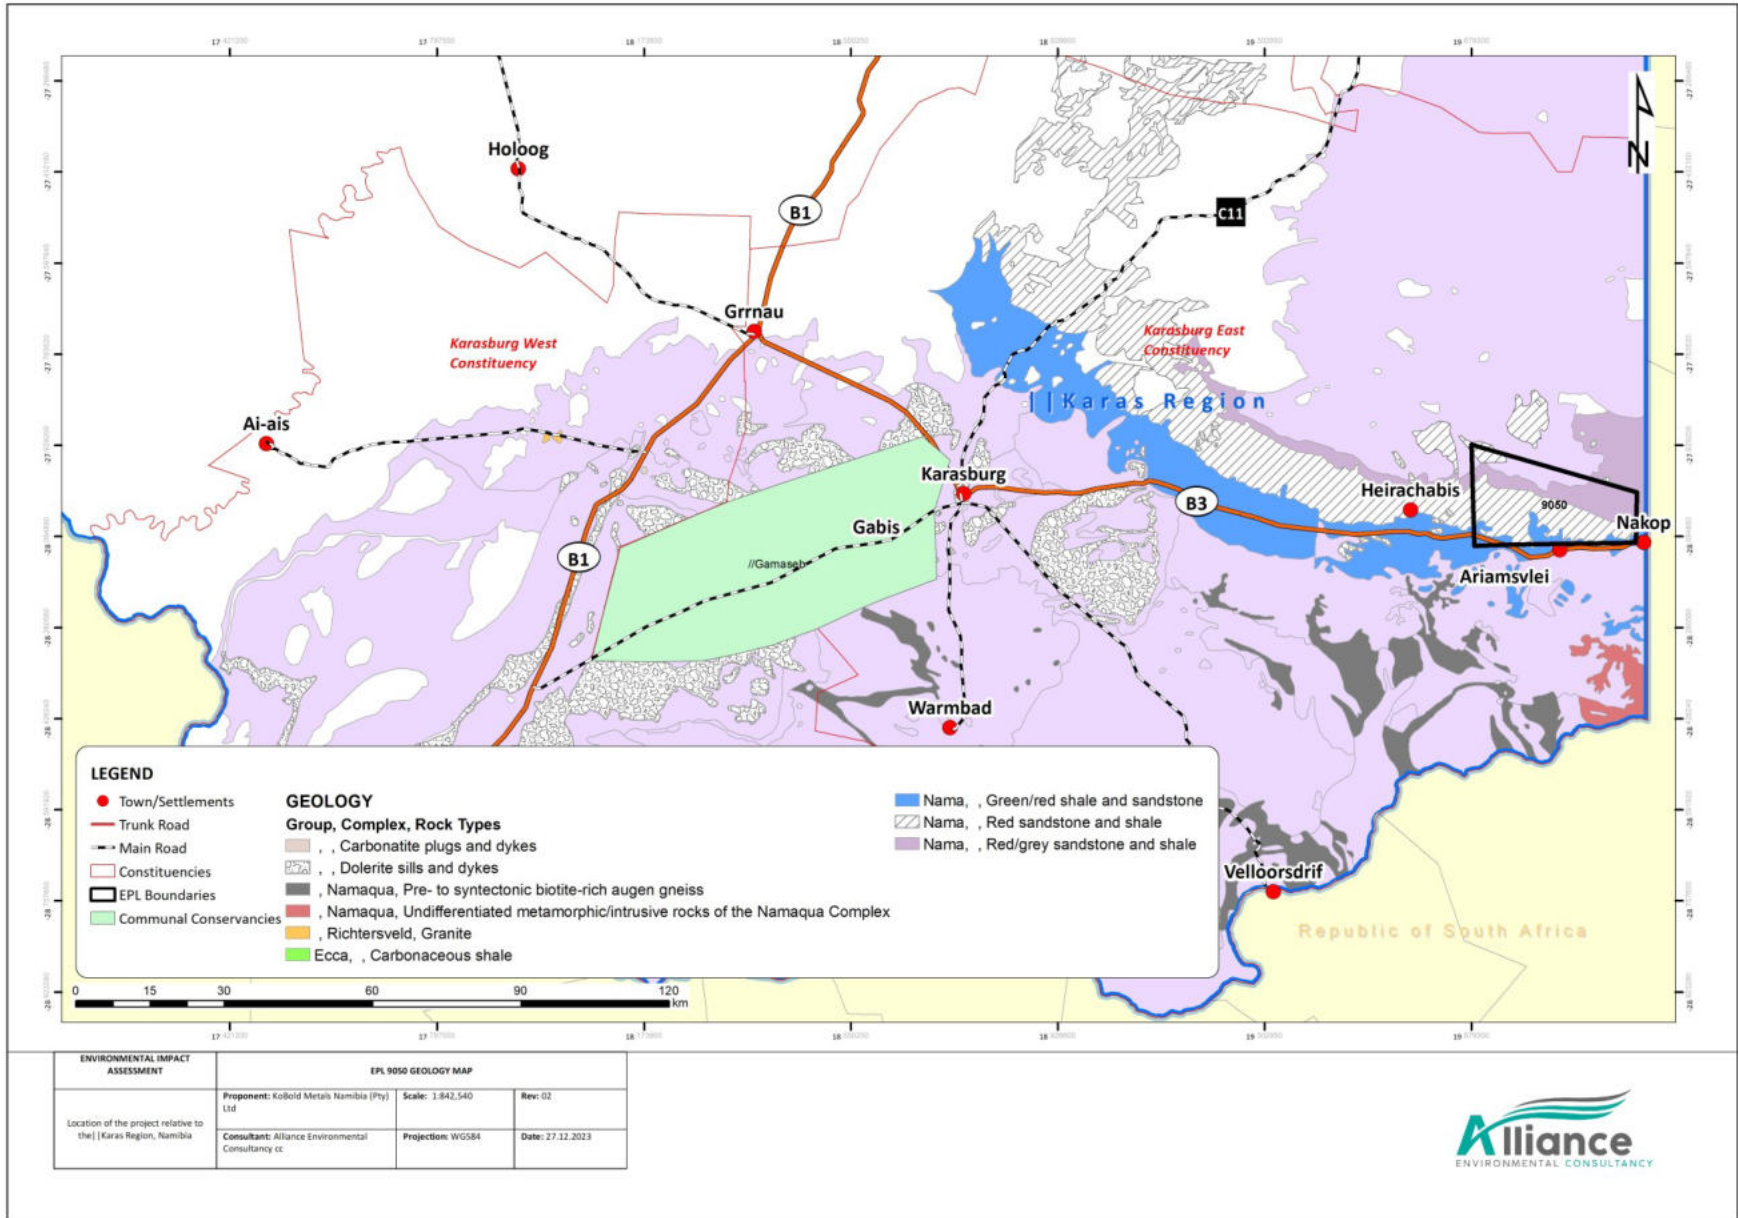 Holoog
B1
C11
N
Grrnau
Karasburg West
Constituency
Karasburg East
Constituency
||Karas Region
Ai-ais
Karasburg
Heirachabis
9050
Nakop
B3
Gabis
B1
//Gamaseb
Ariamsvlei
Warmbad
Velloorsdrif
Republic of South Africa
LEGEND
Town/Settlements
Trunk Road
Main Road
Constituencies
EPL Boundaries
Communal Conservancies
GEOLOGY
Group, Complex, Rock Types
, , Carbonatite plugs and dykes
, , Dolerite sills and dykes
, Namaqua, Pre- to syntectonic biotite-rich augen gneiss
, Namaqua, Undifferentiated metamorphic/intrusive rocks of the Namaqua Complex
, Richtersveld, Granite
Ecca, , Carbonaceous shale
Nama, , Green/red shale and sandstone
Nama, , Red sandstone and shale
Nama, , Red/grey sandstone and shale
0 15 30 60 90 120
km
ENVIRONMENTAL IMPACT
ASSESSMENT
EPL 9050 GEOLOGY MAP
Location of the project relative to
the||Karas Region, Namibia
Proponent: KoBold Metals Namibia (Pty)
Ltd
Scale: 1:842,540
Rev: 02
Consultant: Alliance Environmental
Consultancy cc
Projection: WGS84
Date: 27.12.2023
Alliance
ENVIRONMENTAL CONSULTANCY